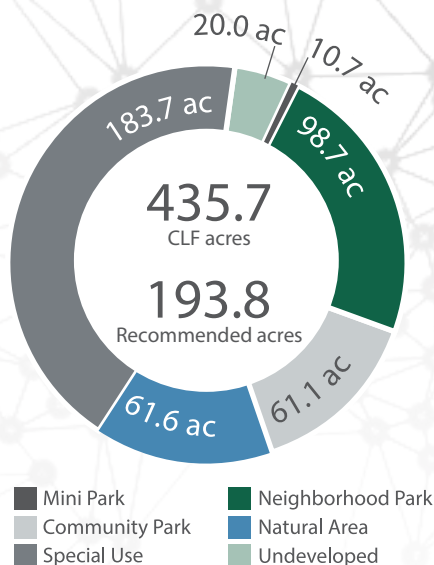 20.0 ac
10.7 ac
183.7 ac
98.7 ac
435.7
CLF acres
193.8
Recommended acres
61.6 ac
61.1 ac
Mini Park
Neighborhood Park
Community Park
Natural Area
Special Use
Undeveloped